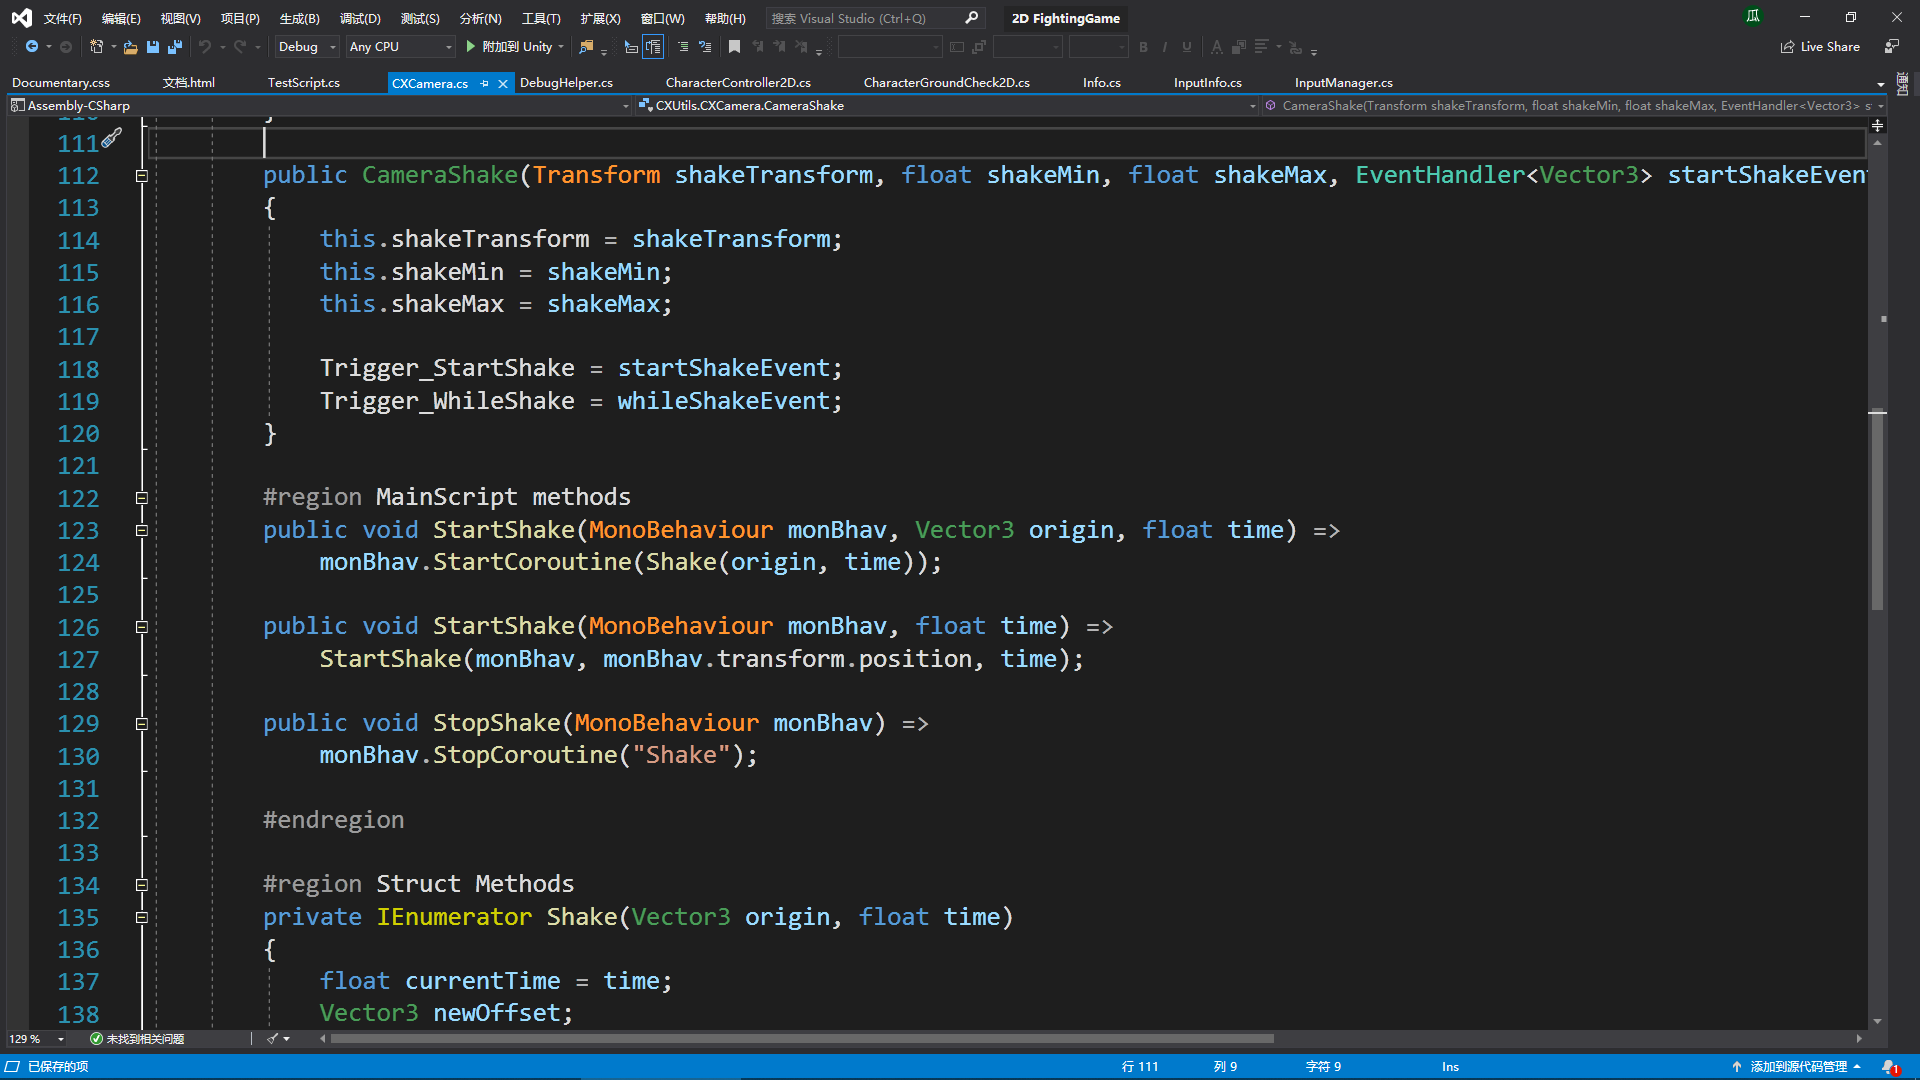 文件(F) 编辑(E) 视图(V) 项目(P) 生成(B) 调试(D) 测试(S) 分析(N) 工具(T) 扩展(X) 窗口(W) 帮助(H) 搜索 Visual Studio (Ctrl+Q) 2D FightingGame
Debug Any CPU 附加到 Unity Live Share
Documentary.css 文档.html TestScript.cs CXCamera.cs DebugHelper.cs CharacterController2D.cs CharacterGroundCheck2D.cs Info.cs InputInfo.cs InputManager.cs
Assembly-CSharp CXUtils.CXCamera.CameraShake CameraShake(Transform shakeTransform, float shakeMin, float shakeMax, EventHandler<Vector3> s
110 }
111
112 public CameraShake(Transform shakeTransform, float shakeMin, float shakeMax, EventHandler<Vector3> startShakeEven
113 {
114 this.shakeTransform = shakeTransform;
115 this.shakeMin = shakeMin;
116 this.shakeMax = shakeMax;
117
118 Trigger_StartShake = startShakeEvent;
119 Trigger_WhileShake = whileShakeEvent;
120 }
121
122 #region MainScript methods
123 public void StartShake(MonoBehaviour monBhav, Vector3 origin, float time) =>
124 monBhav.StartCoroutine(Shake(origin, time));
125
126 public void StartShake(MonoBehaviour monBhav, float time) =>
127 StartShake(monBhav, monBhav.transform.position, time);
128
129 public void StopShake(MonoBehaviour monBhav) =>
130 monBhav.StopCoroutine("Shake");
131
132 #endregion
133
134 #region Struct Methods
135 private IEnumerator Shake(Vector3 origin, float time)
136 {
137 float currentTime = time;
138 Vector3 newOffset;
129 % 未找到相关问题
已保存的项 行 111 列 9 字符 9 Ins 添加到源代码管理 1